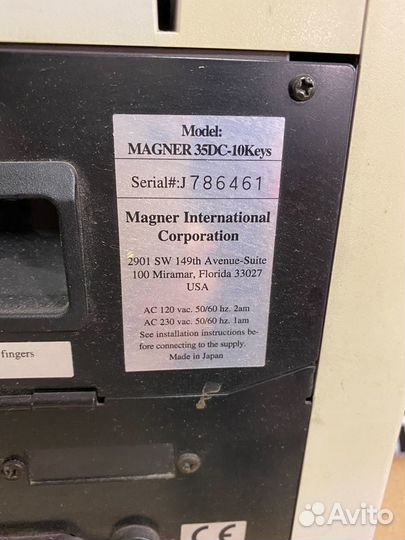 Model:
MAGNER 35DC-10Keys
Serial#:J 786461
Magner International
Corporation
2901 SW 149th Avenue-Suite
100 Miramar, Florida 33027
USA
AC 120 vac. 50/60 hz. 2am
AC 230 vac. 50/60 hz. 1am
See installation instructions be-
fore connecting to the supply.
Made in Japan
fingers
CE
Avito